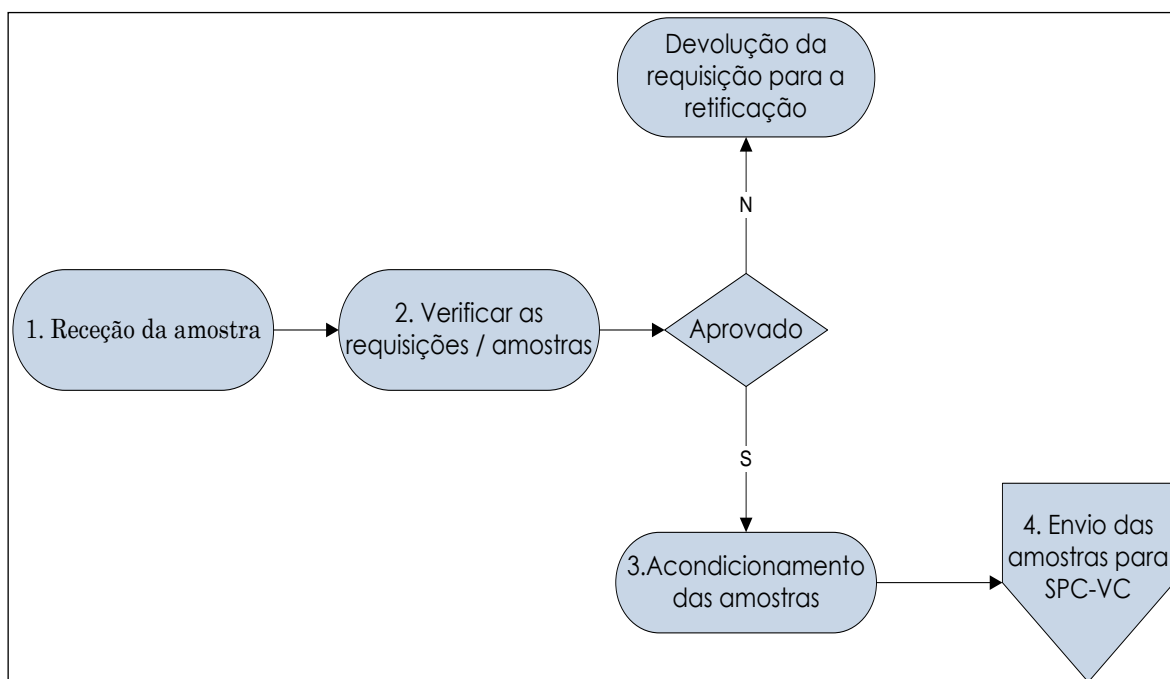 Devolução da
requisição para a
retificação
N
1. Receção da amostra
2. Verificar as
requisições / amostras
Aprovado
S
3.Acondicionamento
das amostras
4. Envio das
amostras para
SPC-VC